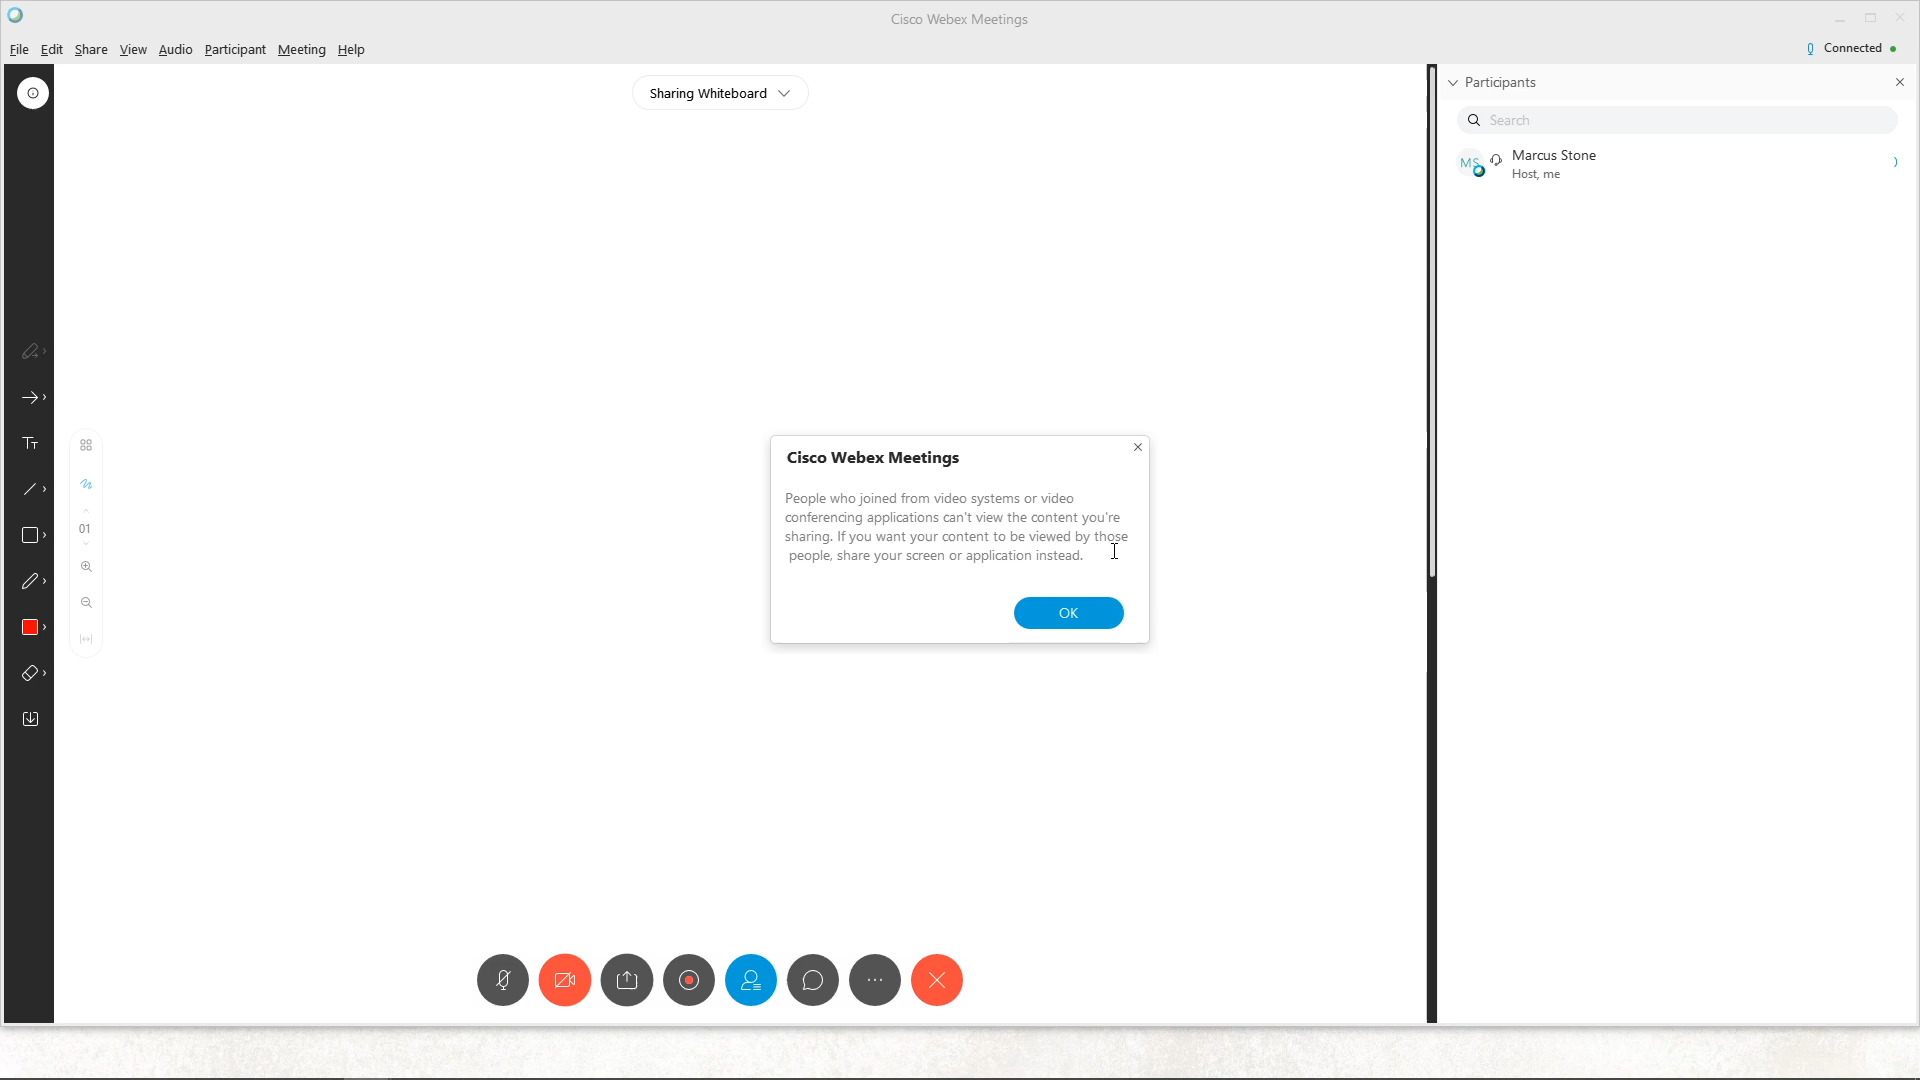 Cisco Webex Meetings
File Edit Share View Audio Participant Meeting Help
Connected
Sharing Whiteboard
Participants
Search
MS
Marcus Stone
Host, me
01
Cisco Webex Meetings
People who joined from video systems or video
conferencing applications can't view the content you're
sharing. If you want your content to be viewed by those
people, share your screen or application instead.
OK